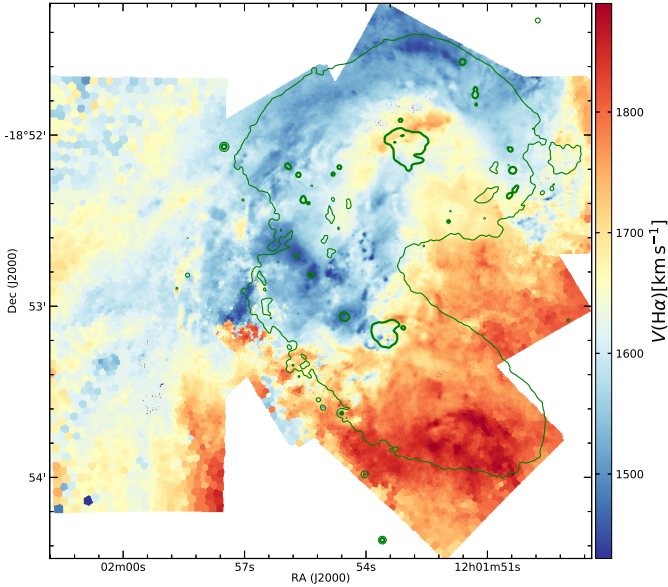 -18°52'
53'
54'
Dec (J2000)
02m00s
57s
54s
12h01m51s
RA (J2000)
1800
1700
1600
1500
V(Hα)[km s⁻¹]